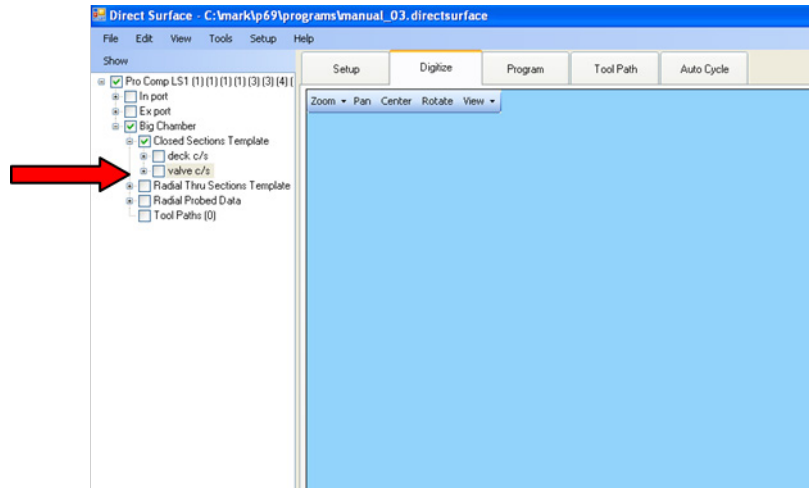 Direct Surface - C:\mark\p69\programs\manual_03.directsurface
File Edit View Tools Setup Help
Show
Setup Digitize Program Tool Path Auto Cycle
Zoom Pan Center Rotate View
Pro Comp LS1 (1) (1) (1) (1) (3) (3) (4) (
In port
Ex port
Big Chamber
Closed Sections Template
deck c/s
valve c/s
Radial Thru Sections Template
Radial Probed Data
Tool Paths (0)